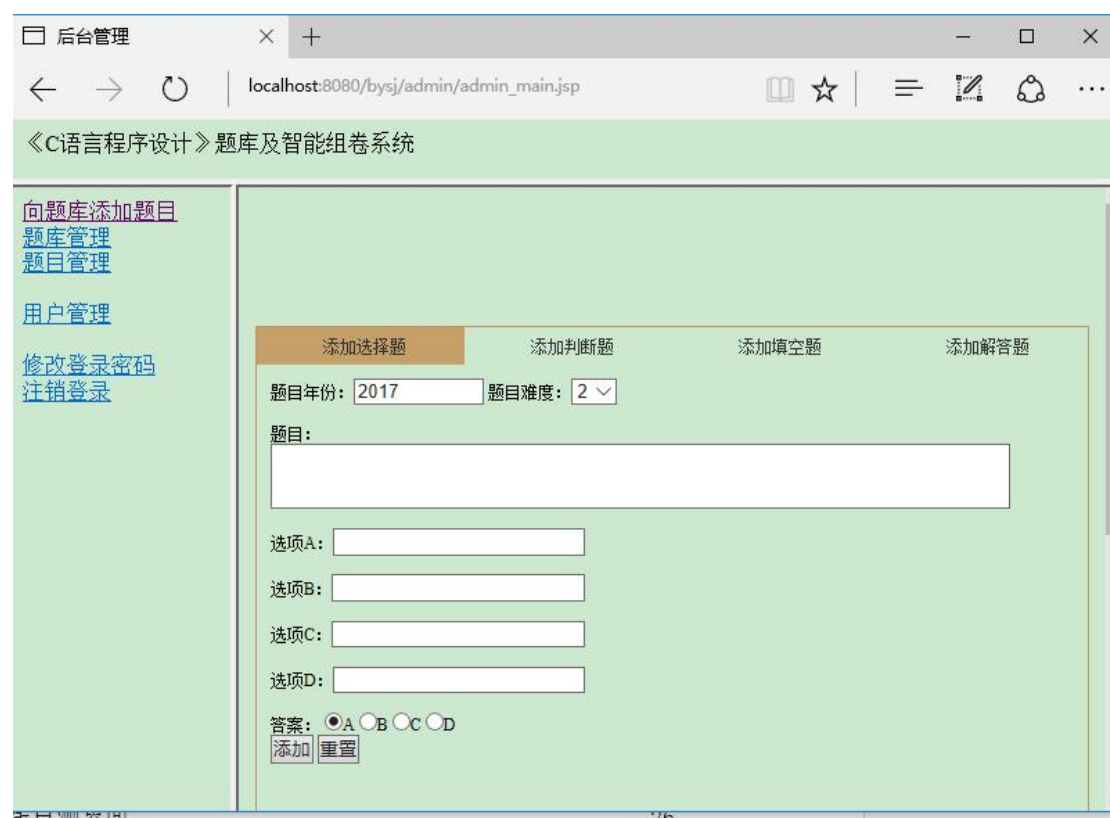 后台管理
localhost:8080/bysj/admin/admin_main.jsp
《C语言程序设计》题库及智能组卷系统
向题库添加题目
题库管理
题目管理
用户管理
修改登录密码
注销登录
添加选择题 添加判断题 添加填空题 添加解答题
题目年份: 2017 题目难度: 2
题目:
选项A:
选项B:
选项C:
选项D:
答案: A B C D
添加 重置